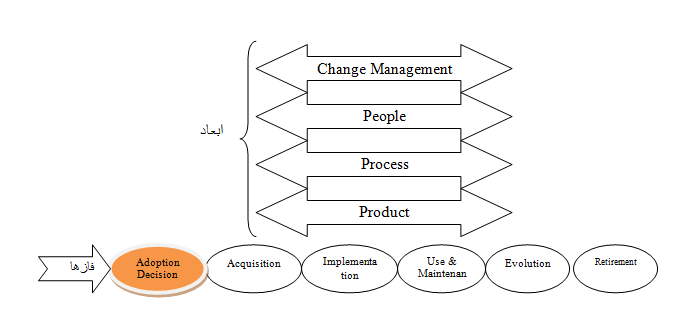 Change Management
People
ابعاد
Process
Product
فازها
Adoption
Decision
Acquisition
Implementa
tion
Use &
Maintenan
Evolution
Retirement